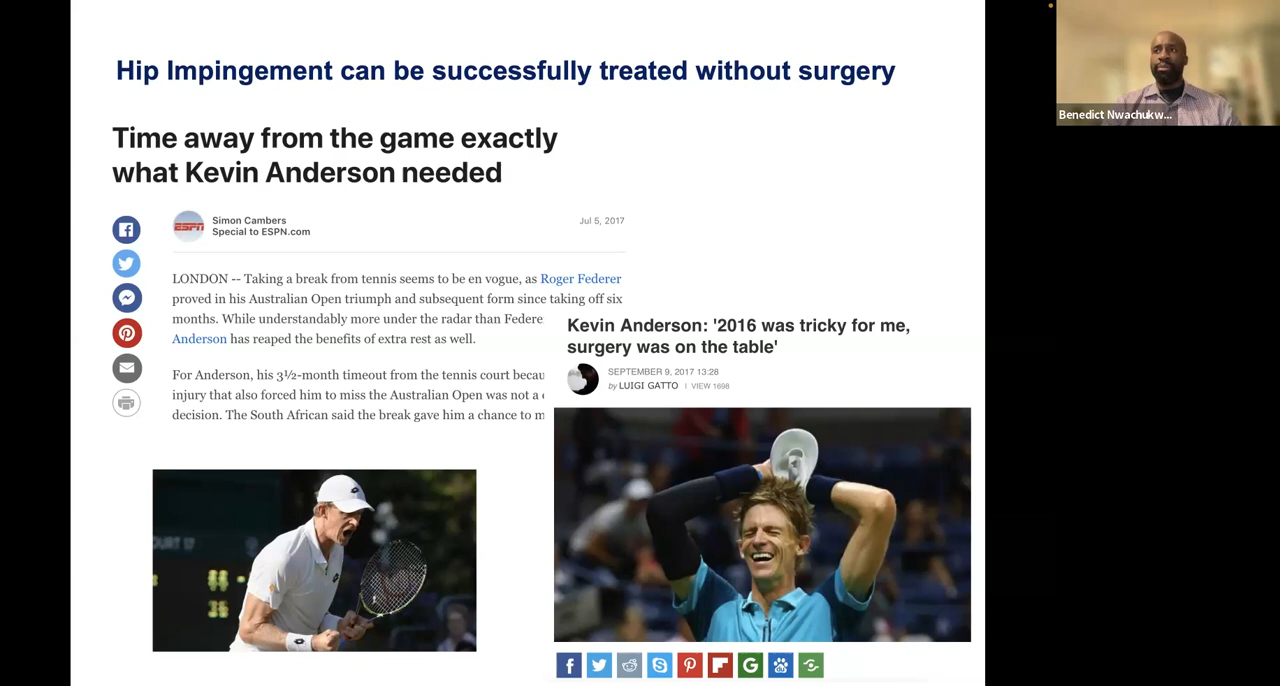 Hip Impingement can be successfully treated without surgery
Time away from the game exactly
what Kevin Anderson needed
ESPN
Simon Cambers
Special to ESPN.com
Jul 5, 2017
LONDON -- Taking a break from tennis seems to be en vogue, as Roger Federer
proved in his Australian Open triumph and subsequent form since taking off six
months. While understandably more under the radar than Federe
Anderson has reaped the benefits of extra rest as well.
For Anderson, his 3½-month timeout from the tennis court becau
injury that also forced him to miss the Australian Open was not a
decision. The South African said the break gave him a chance to m
Kevin Anderson: '2016 was tricky for me,
surgery was on the table'
SEPTEMBER 9, 2017 13:28
by LUIGI GATTO | VIEW 1698
Benedict Nwachukw...